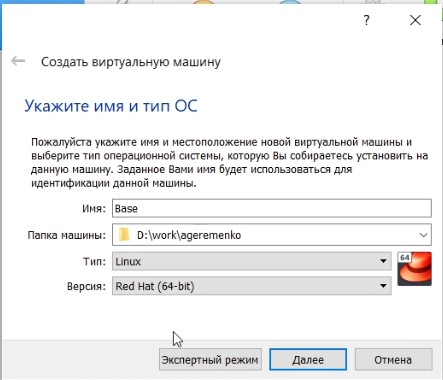 ?
Создать виртуальную машину
Укажите имя и тип ОС
Пожалуйста укажите имя и местоположение новой виртуальной машины и
выберите тип операционной системы, которую Вы собираетесь установить на
данную машину. Заданное Вами имя будет использоваться для
идентификации данной машины.
Имя: Base
Папка машины: D:\work\ageremenko
Тип: Linux
64
Версия: Red Hat (64-bit)
Экспертный режим Далее Отмена